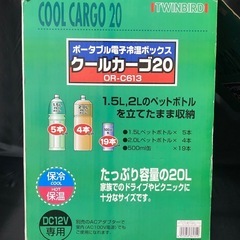 COOL CARGO 20
TWINBIRD
ポータブル電子冷温ボックス
クールカーゴ20
OR-C613
1.5L,2Lのペットボトル
を立てたまま収納
5本
4本
19本
●1.5Lペットボトル× 5本
●2.0Lペットボトル× 4本
●500ml缶 ×19本
保冷
COOL
HOT
保温
たっぷり容量の20L
家族でのドライブやピクニックに
十分なサイズです。
DC12V
専用